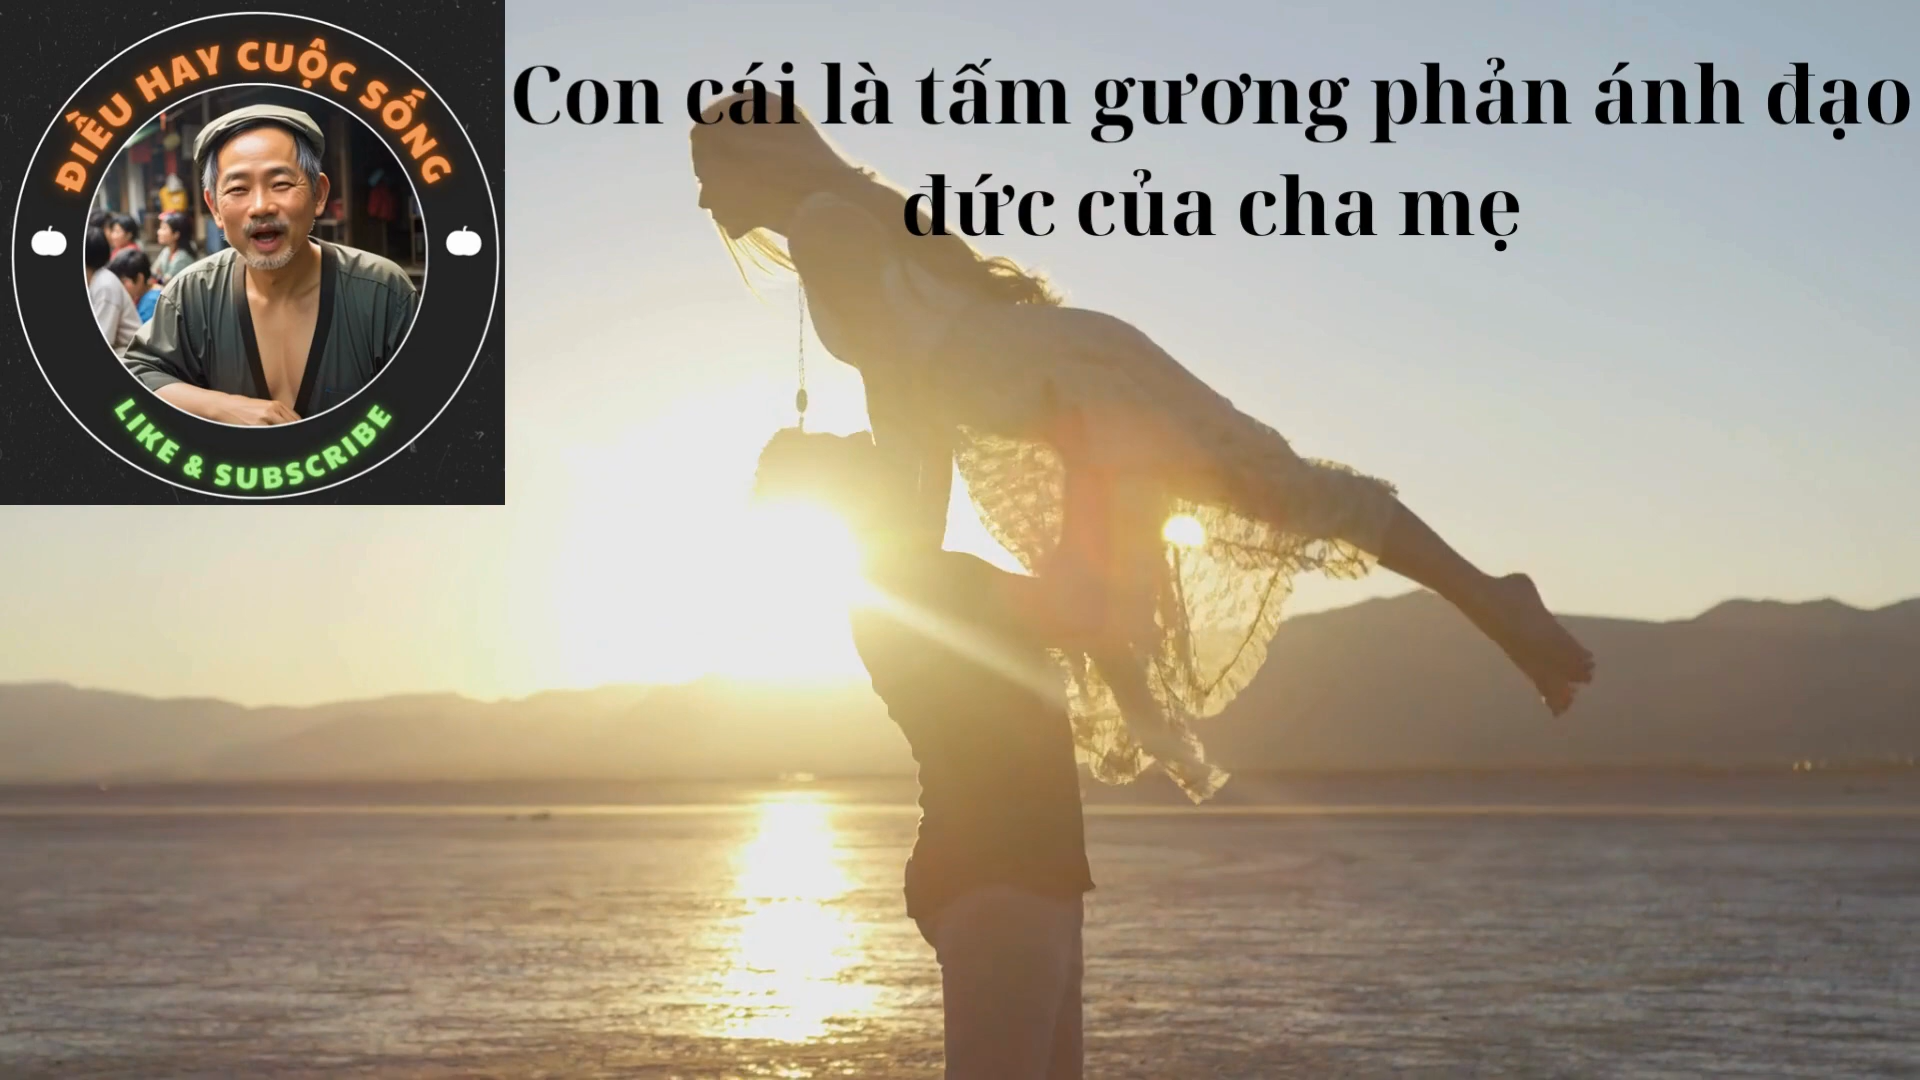 ĐIỀU HAY CUỘC SỐNG
LIKE & SUBSCRIBE
Con cái là tấm gương phản ánh đạo
đức của cha mẹ